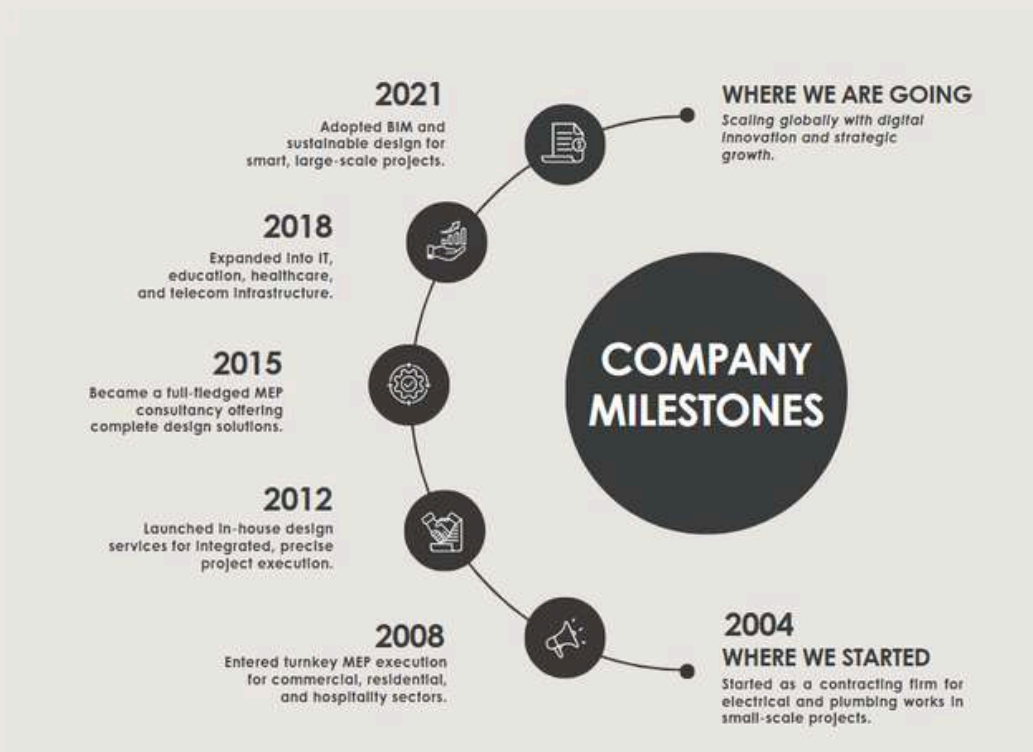 2021
Adopted BIM and
sustainable design for
smart, large-scale projects.
WHERE WE ARE GOING
Scaling globally with digital
innovation and strategic
growth.
2018
Expanded into IT,
education, healthcare,
and telecom infrastructure.
COMPANY
MILESTONES
2015
Became a full-fledged MEP
consultancy offering
complete design solutions.
2012
Launched in-house design
services for integrated, precise
project execution.
2008
Entered turnkey MEP execution
for commercial, residential,
and hospitality sectors.
2004
WHERE WE STARTED
Started as a contracting firm for
electrical and plumbing works in
small-scale projects.